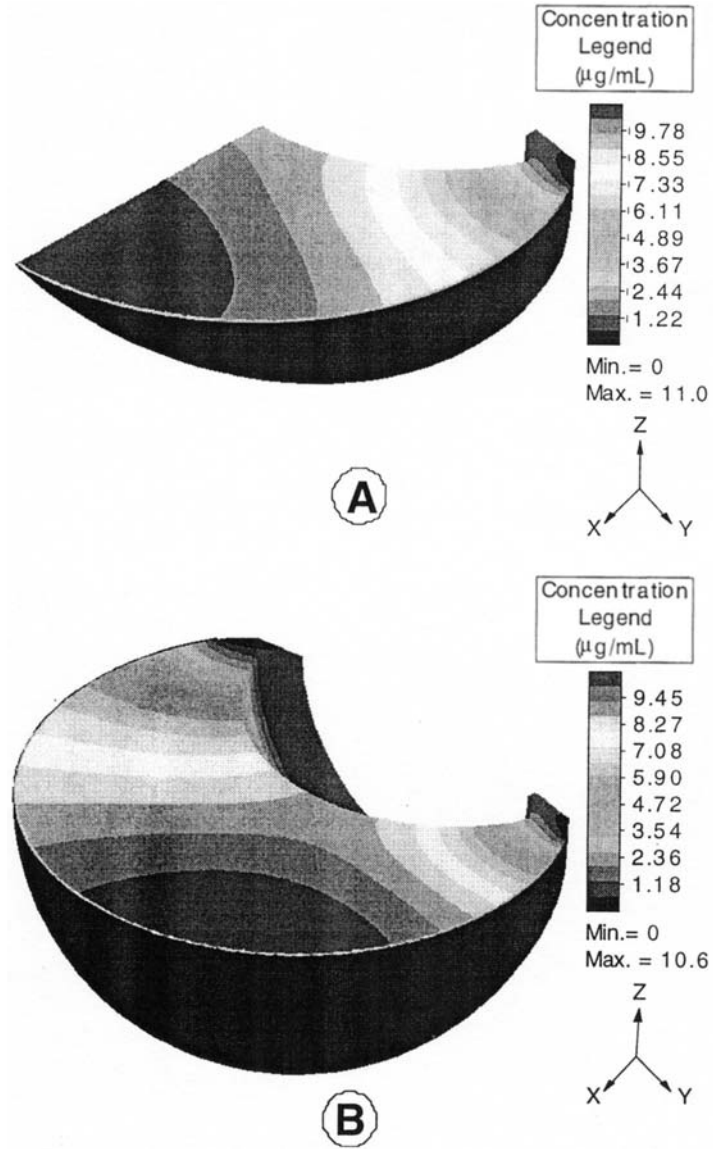 Concentration
Legend
(μg/mL)
9.78
8.55
7.33
6.11
4.89
3.67
2.44
1.22
Min.= 0
Max. = 11.0
Z
X
Y
A
Concentration
Legend
(μg/mL)
9.45
8.27
7.08
5.90
4.72
3.54
2.36
1.18
Min.= 0
Max. = 10.6
Z
X
Y
B